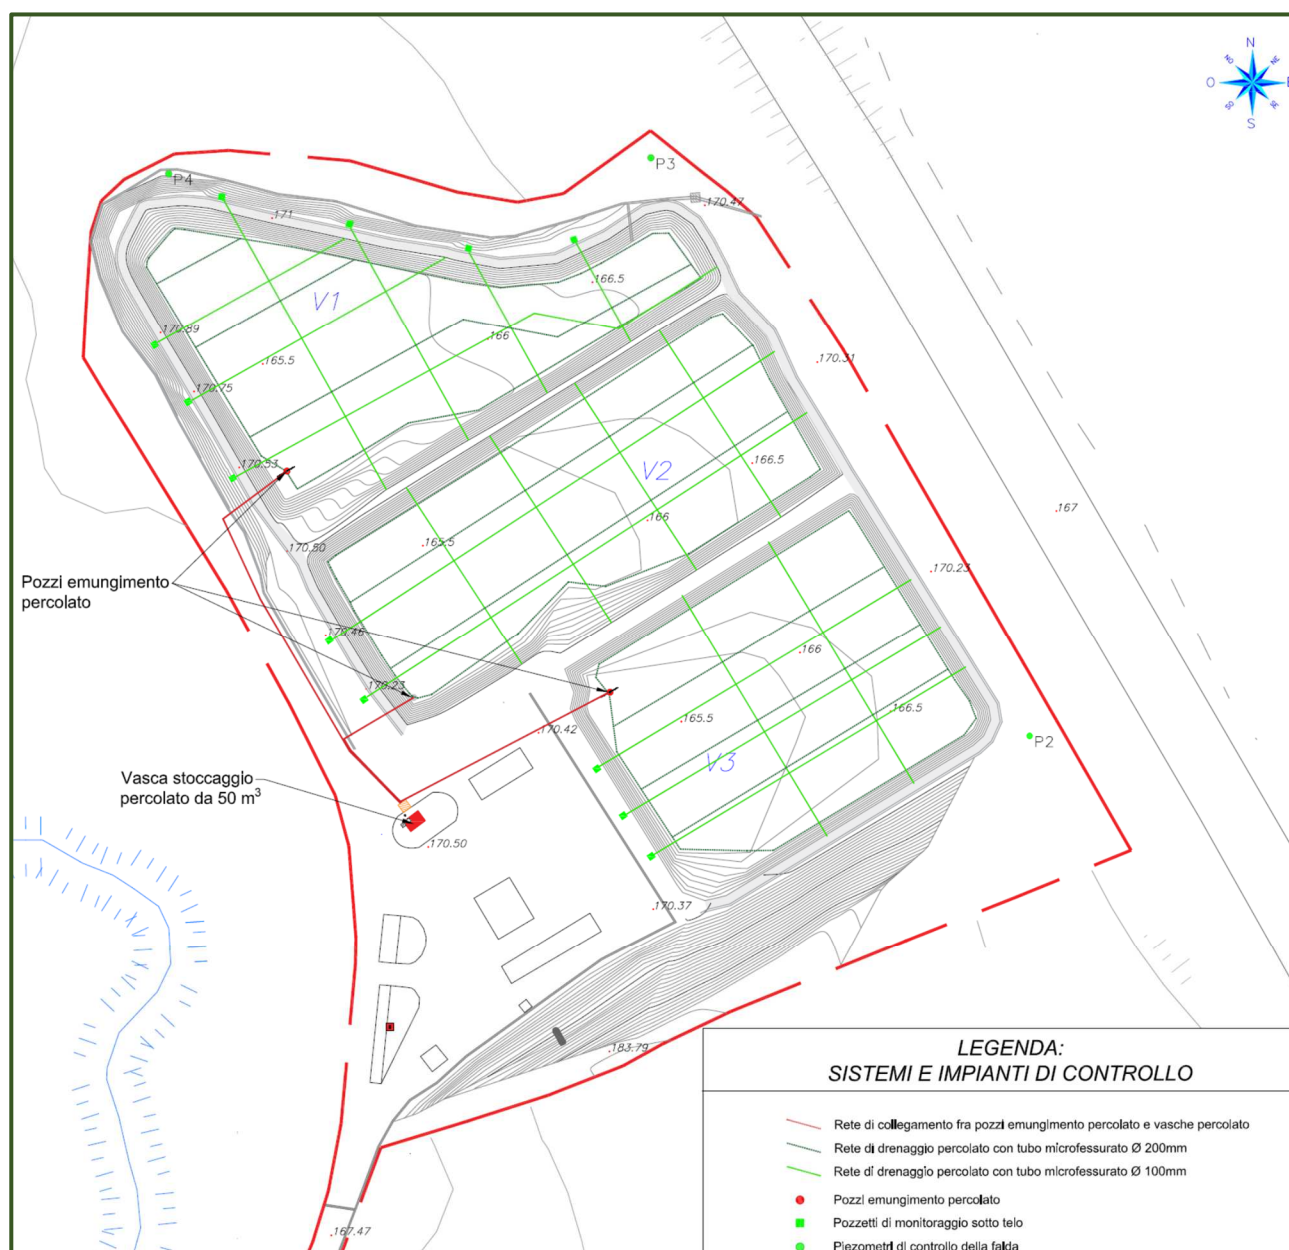 N
NO
NE
O
E
SO
SE
S
P3
P4
.170.47
.171
.166.5
V1
.170.89
.166
.165.5
.170.31
.170.75
V2
.170.53
.166.5
.167
.166
.170.50
.165.5
.170.23
Pozzi emungimento
percolato
.170.46
.166
.170.23
.166.5
.165.5
.170.42
P2
V3
Vasca stoccaggio
percolato da 50 m³
.170.50
.170.37
.183.79
LEGENDA:
SISTEMI E IMPIANTI DI CONTROLLO
Rete di collegamento fra pozzi emungimento percolato e vasche percolato
Rete di drenaggio percolato con tubo microfessurato Ø 200mm
Rete di drenaggio percolato con tubo microfessurato Ø 100mm
Pozzi emungimento percolato
Pozzetti di monitoraggio sotto telo
Piezometri di controllo della falda
.167.47